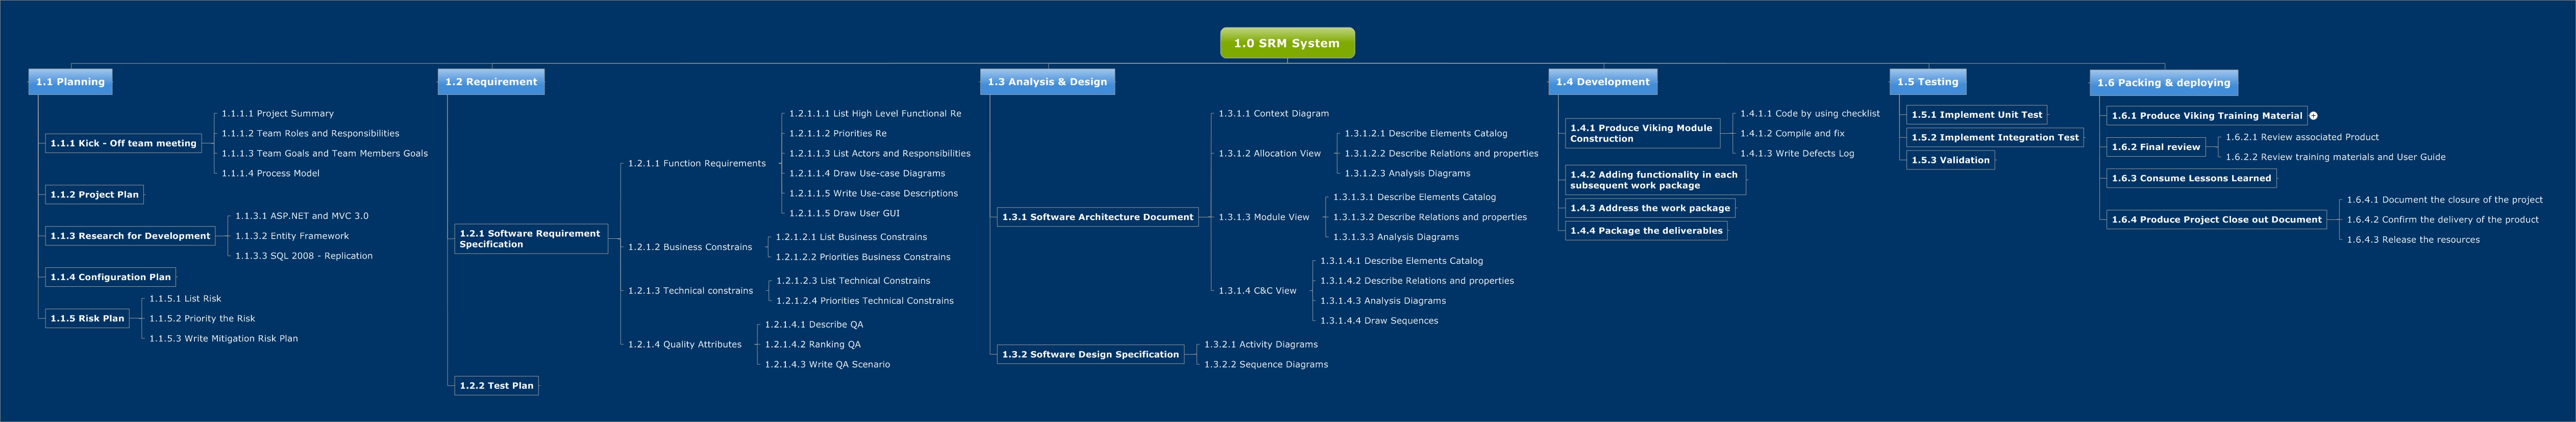 1.0 SRM System
1.1 Planning
1.1.1 Kick - Off team meeting
1.1.1.1 Project Summary
1.1.1.2 Team Roles and Responsibilities
1.1.1.3 Team Goals and Team Members Goals
1.1.1.4 Process Model
1.1.2 Project Plan
1.1.3 Research for Development
1.1.3.1 ASP.NET and MVC 3.0
1.1.3.2 Entity Framework
1.1.3.3 SQL 2008 - Replication
1.1.4 Configuration Plan
1.1.5 Risk Plan
1.1.5.1 List Risk
1.1.5.2 Priority the Risk
1.1.5.3 Write Mitigation Risk Plan
1.2 Requirement
1.2.1 Software Requirement
Specification
1.2.1.1 Function Requirements
1.2.1.1.1 List High Level Functional Re
1.2.1.1.2 Priorities Re
1.2.1.1.3 List Actors and Responsibilities
1.2.1.1.4 Draw Use-case Diagrams
1.2.1.1.5 Write Use-case Descriptions
1.2.1.1.5 Draw User GUI
1.2.1.2 Business Constrains
1.2.1.2.1 List Business Constrains
1.2.1.2.2 Priorities Business Constrains
1.2.1.3 Technical constrains
1.2.1.2.3 List Technical Constrains
1.2.1.2.4 Priorities Technical Constrains
1.2.1.4 Quality Attributes
1.2.1.4.1 Describe QA
1.2.1.4.2 Ranking QA
1.2.1.4.3 Write QA Scenario
1.2.2 Test Plan
1.3 Analysis & Design
1.3.1 Software Architecture Document
1.3.1.1 Context Diagram
1.3.1.2 Allocation View
1.3.1.2.1 Describe Elements Catalog
1.3.1.2.2 Describe Relations and properties
1.3.1.2.3 Analysis Diagrams
1.3.1.3 Module View
1.3.1.3.1 Describe Elements Catalog
1.3.1.3.2 Describe Relations and properties
1.3.1.3.3 Analysis Diagrams
1.3.1.4 C&C View
1.3.1.4.1 Describe Elements Catalog
1.3.1.4.2 Describe Relations and properties
1.3.1.4.3 Analysis Diagrams
1.3.1.4.4 Draw Sequences
1.3.2 Software Design Specification
1.3.2.1 Activity Diagrams
1.3.2.2 Sequence Diagrams
1.4 Development
1.4.1 Produce Viking Module
Construction
1.4.1.1 Code by using checklist
1.4.1.2 Compile and fix
1.4.1.3 Write Defects Log
1.4.2 Adding functionality in each
subsequent work package
1.4.3 Address the work package
1.4.4 Package the deliverables
1.5 Testing
1.5.1 Implement Unit Test
1.5.2 Implement Integration Test
1.5.3 Validation
1.6 Packing & deploying
1.6.1 Produce Viking Training Material
1.6.2 Final review
1.6.2.1 Review associated Product
1.6.2.2 Review training materials and User Guide
1.6.3 Consume Lessons Learned
1.6.4 Produce Project Close out Document
1.6.4.1 Document the closure of the project
1.6.4.2 Confirm the delivery of the product
1.6.4.3 Release the resources